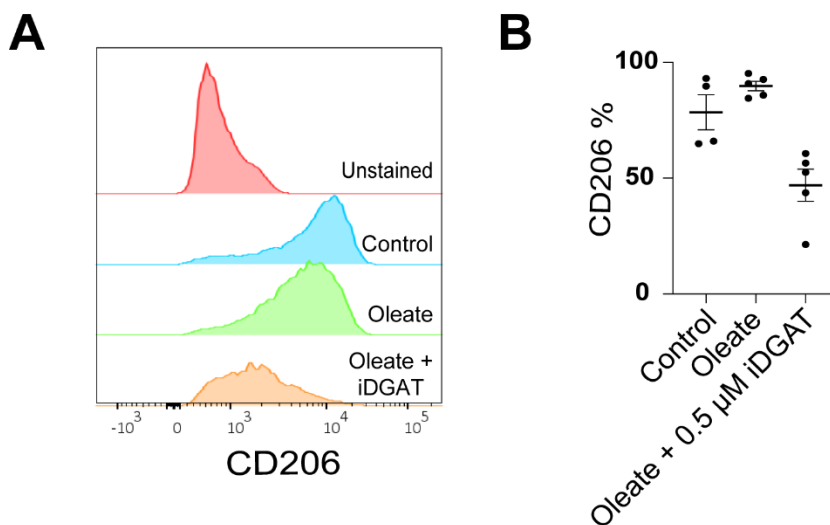 A
Unstained
Control
Oleate
Oleate +
iDGAT
-10³ 0 10³ 10⁴ 10⁵
CD206
B
CD206 %
100
50
0
Control
Oleate
Oleate + 0.5 µM iDGAT